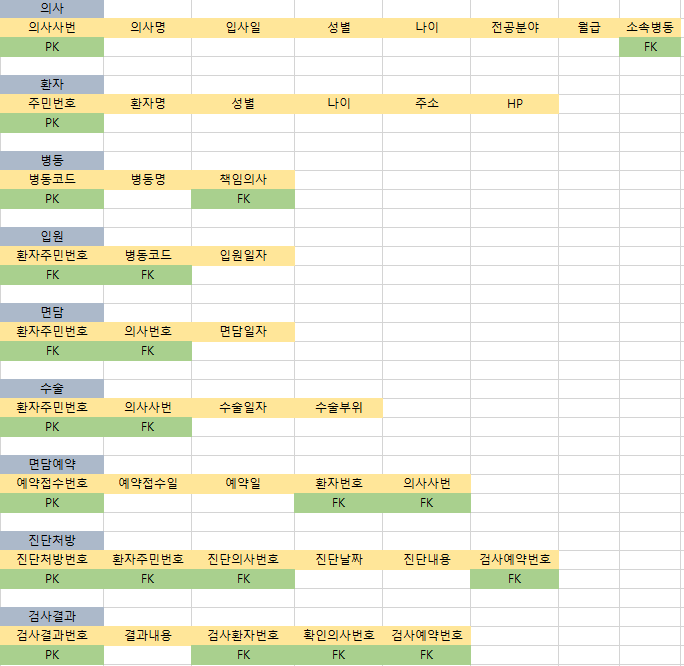 의사
의사사번 의사명 입사일 성별 나이 전공분야 월급 소속병동
PK FK
환자
주민번호 환자명 성별 나이 주소 HP
PK
병동
병동코드 병동명 책임의사
PK FK
입원
환자주민번호 병동코드 입원일자
FK FK
면담
환자주민번호 의사번호 면담일자
FK FK
수술
환자주민번호 의사사번 수술일자 수술부위
PK FK
면담예약
예약접수번호 예약접수일 예약일 환자번호 의사사번
PK FK FK
진단처방
진단처방번호 환자주민번호 진단의사번호 진단날짜 진단내용 검사예약번호
PK FK FK FK
검사결과
검사결과번호 결과내용 검사환자번호 확인의사번호 검사예약번호
PK FK FK FK